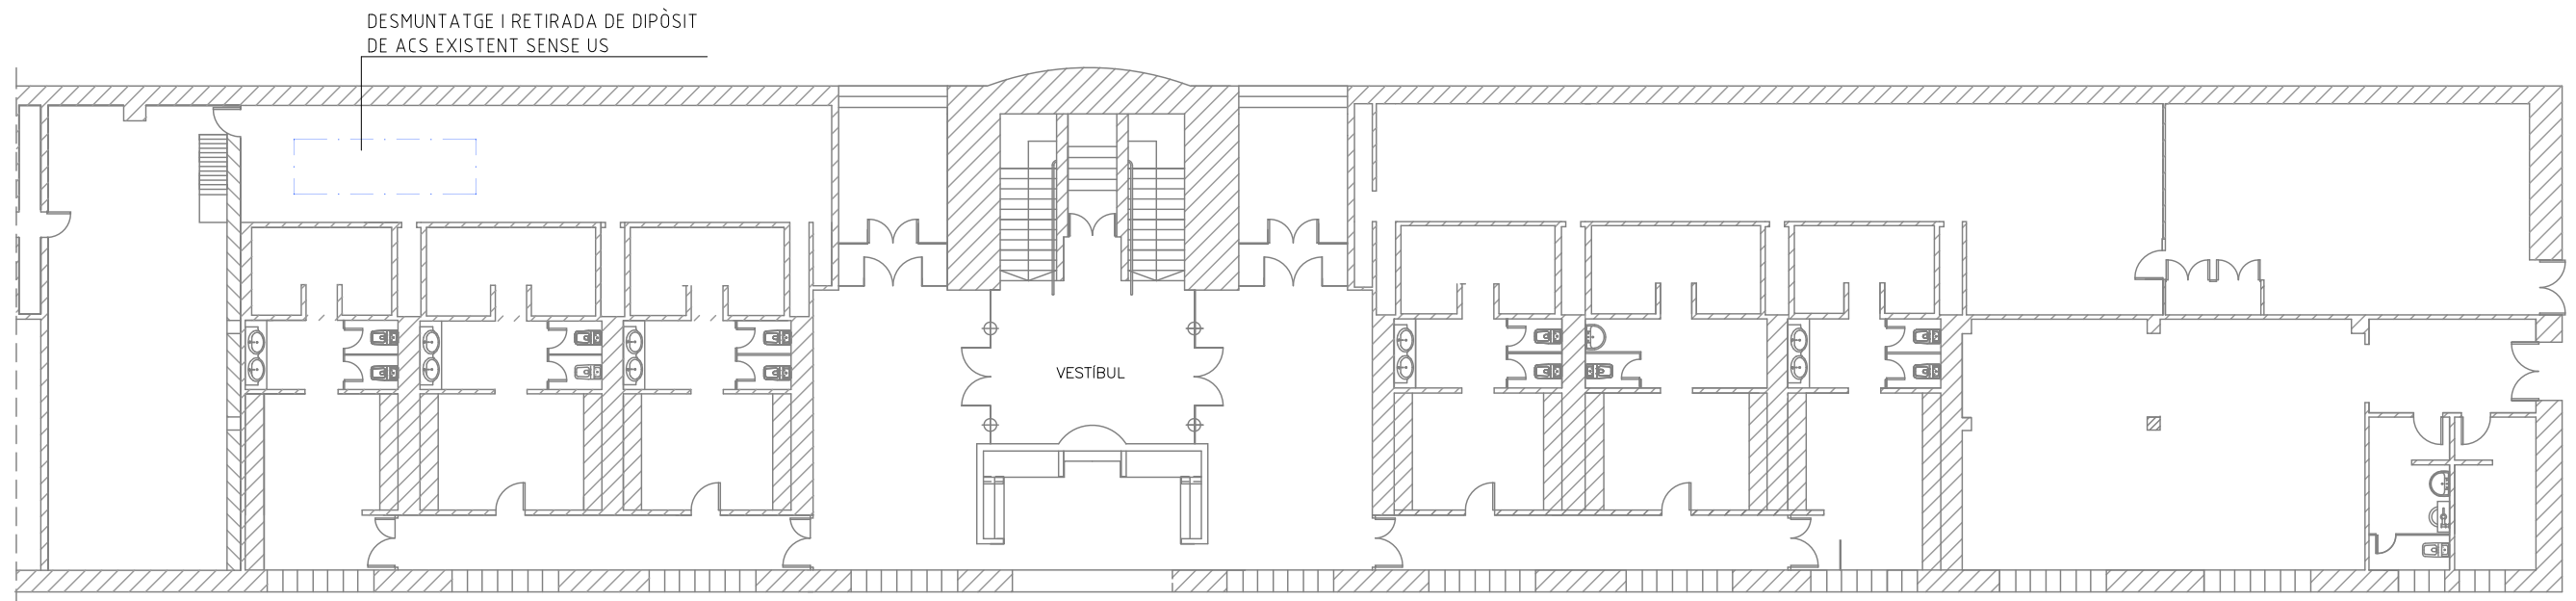 DESMUNTATGE I RETIRADA DE DIPÒSIT
DE ACS EXISTENT SENSE US
VESTÍBUL